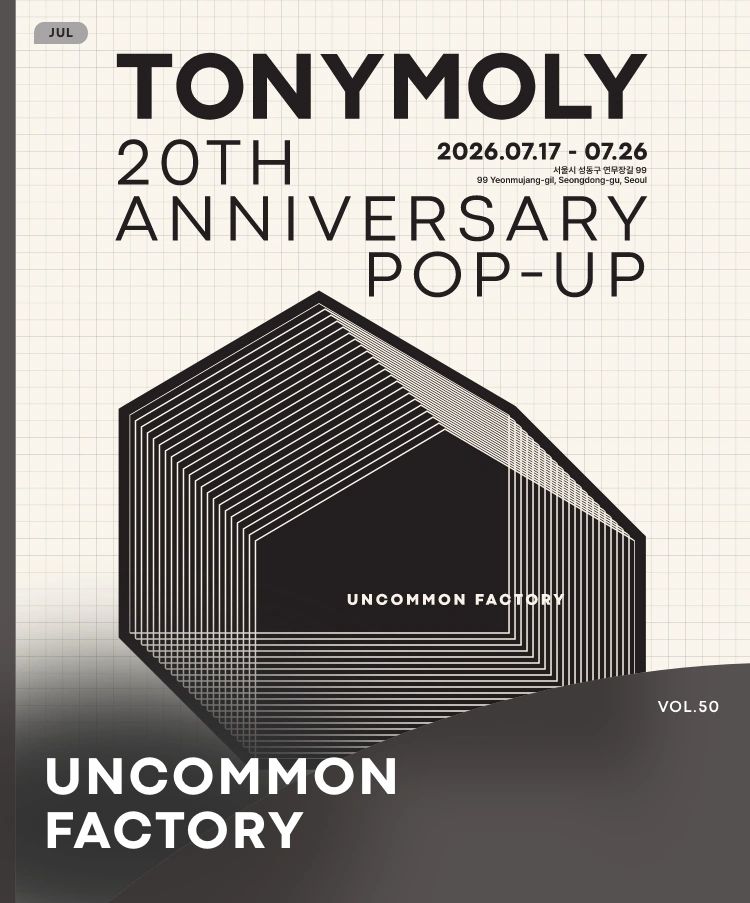 JUL
TONYMOLY
20TH
2026.07.17 - 07.26
서울시 성동구 연무장길 99
99 Yeonmujang-gil, Seongdong-gu, Seoul
ANNIVERSARY
POP-UP
UNCOMMON FACTORY
VOL.50
UNCOMMON
FACTORY